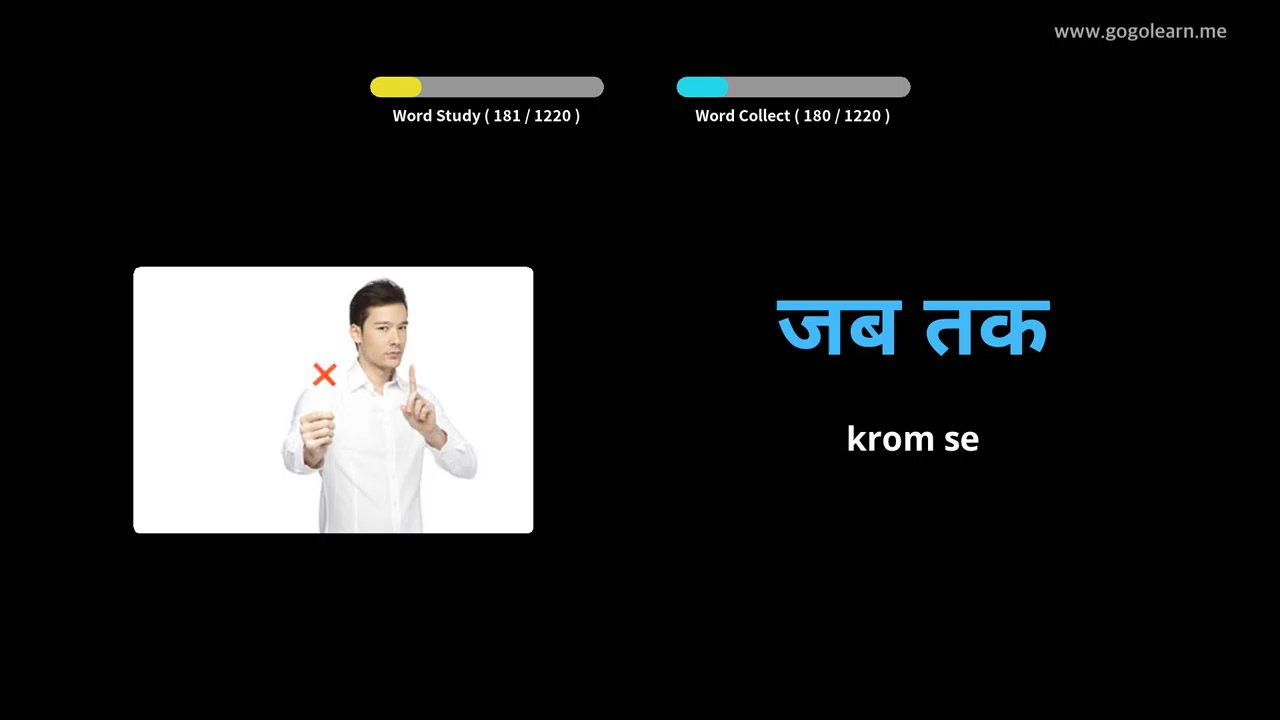 www.gogolearn.me
Word Study ( 181 / 1220 )
Word Collect ( 180 / 1220 )
जब तक
krom se